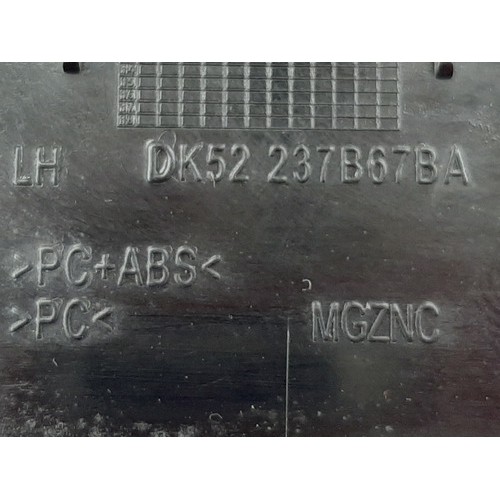 LH DK52 237B67BA
>PC+ABS<
>PC< MGZNC